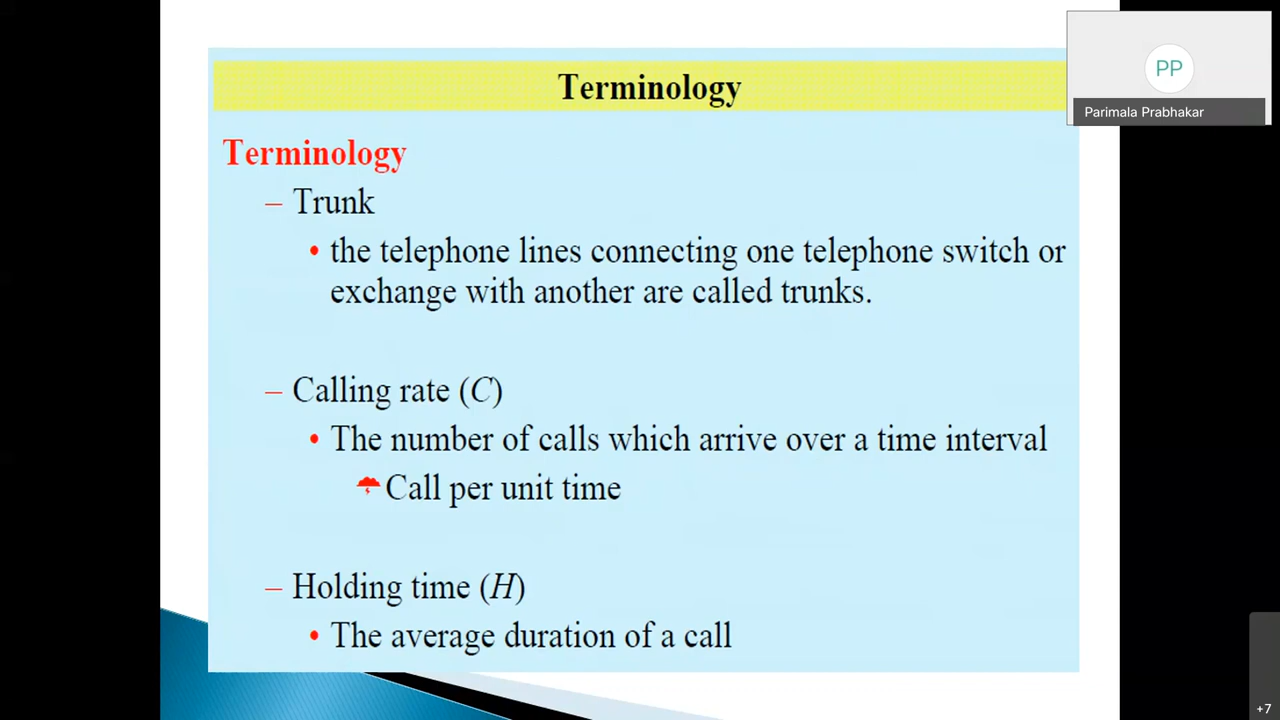 Terminology
PP
Parimala Prabhakar
Terminology
– Trunk
• the telephone lines connecting one telephone switch or
exchange with another are called trunks.
– Calling rate (C)
• The number of calls which arrive over a time interval
Call per unit time
– Holding time (H)
• The average duration of a call
+7